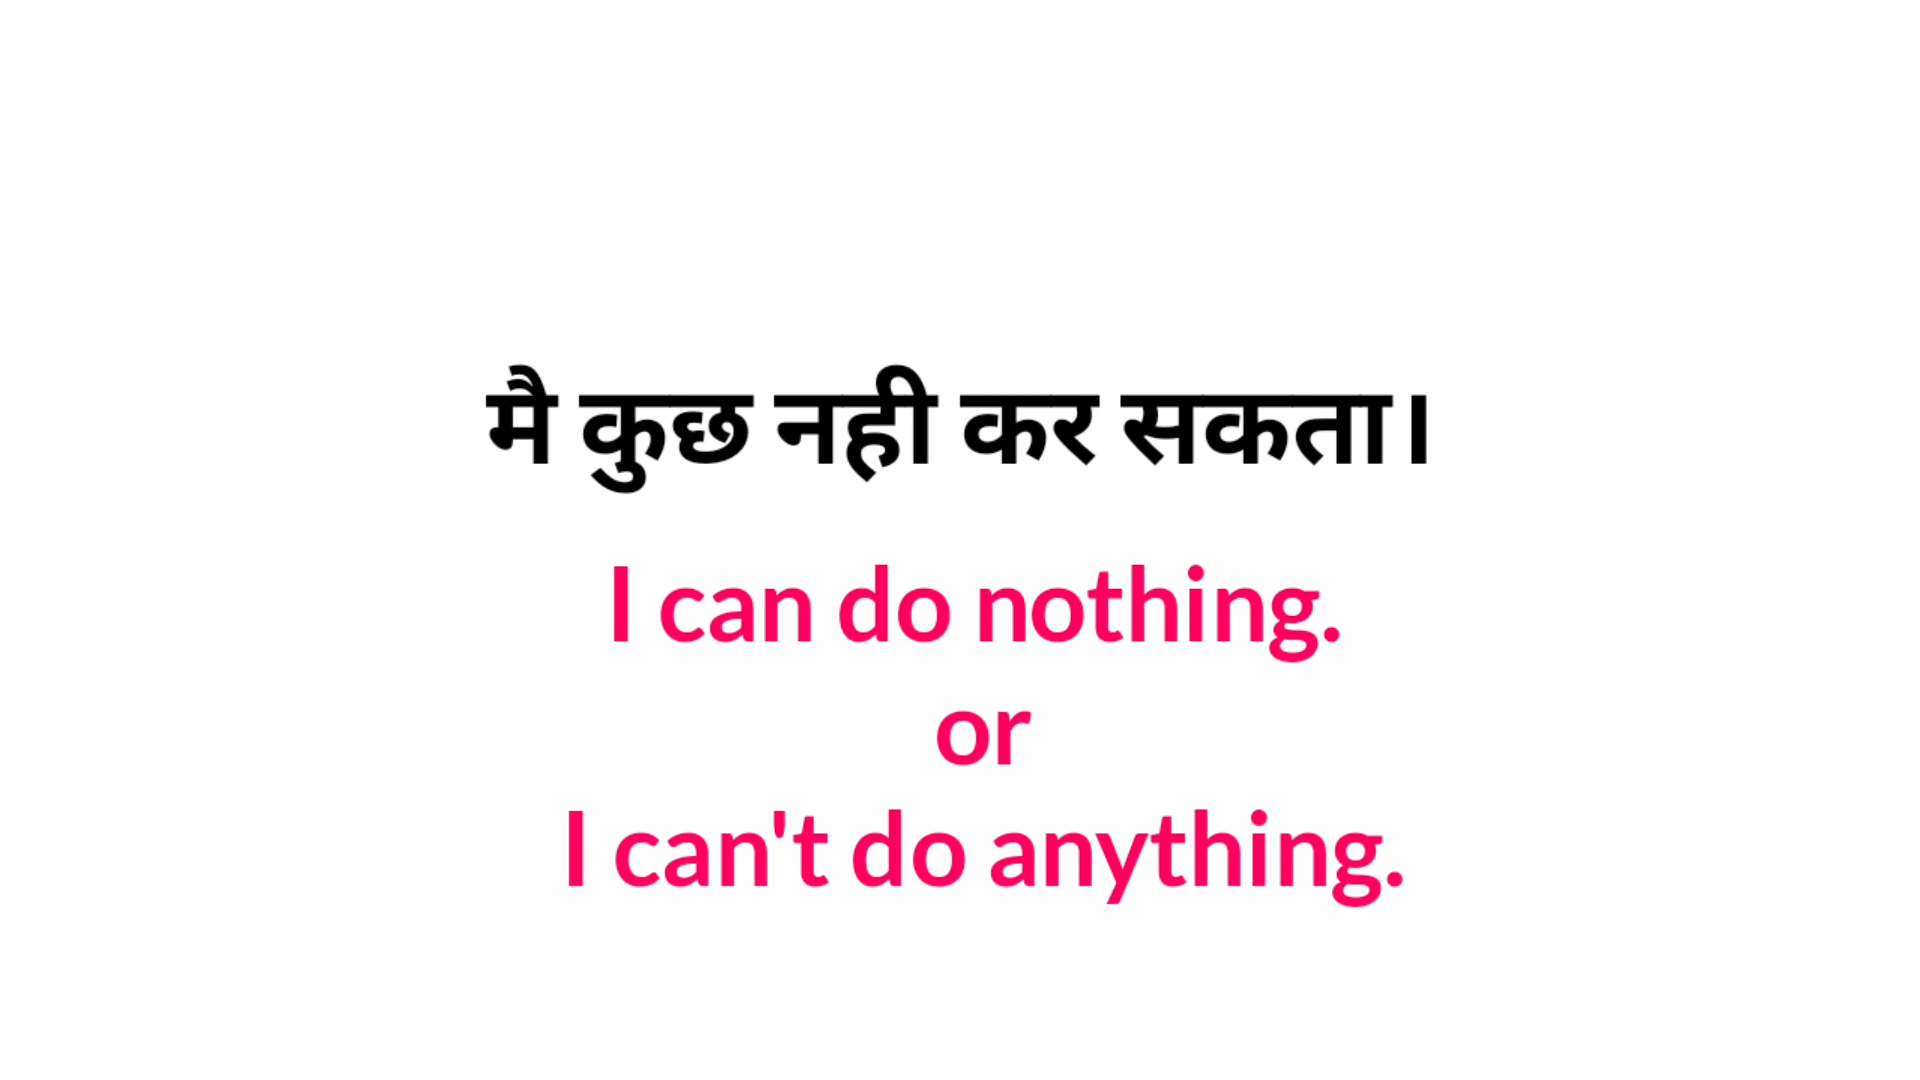 मै कुछ नही कर सकता।
I can do nothing.
or
I can't do anything.